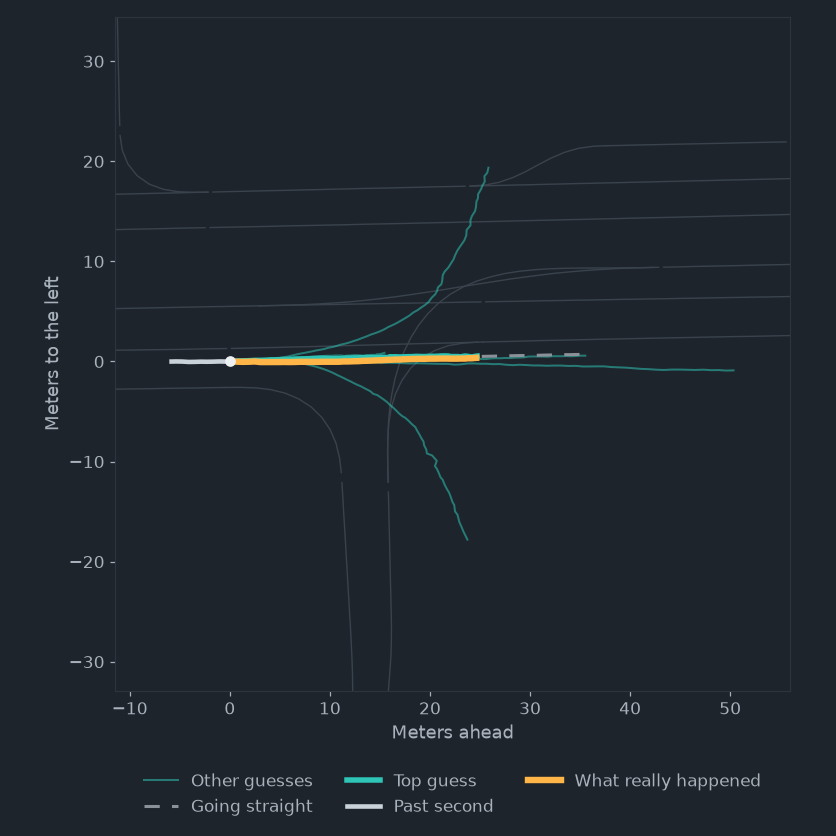 30
20
10
0
−10
−20
−30
Meters to the left
−10 0 10 20 30 40 50
Meters ahead
Other guesses Top guess What really happened
Going straight Past second